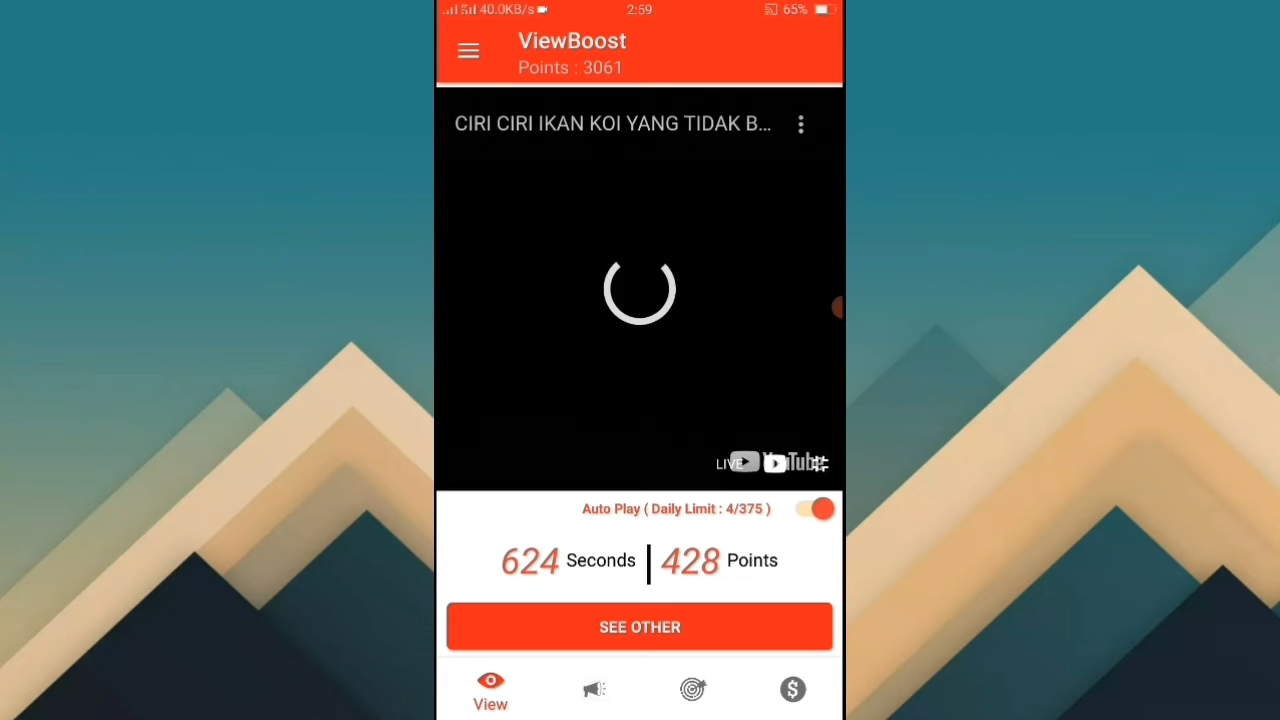 40.0KB/s
2:59
65%
ViewBoost
Points : 3061
CIRI CIRI IKAN KOI YANG TIDAK B...
LIVE
YouTube
Auto Play ( Daily Limit : 4/375 )
624 Seconds | 428 Points
SEE OTHER
View